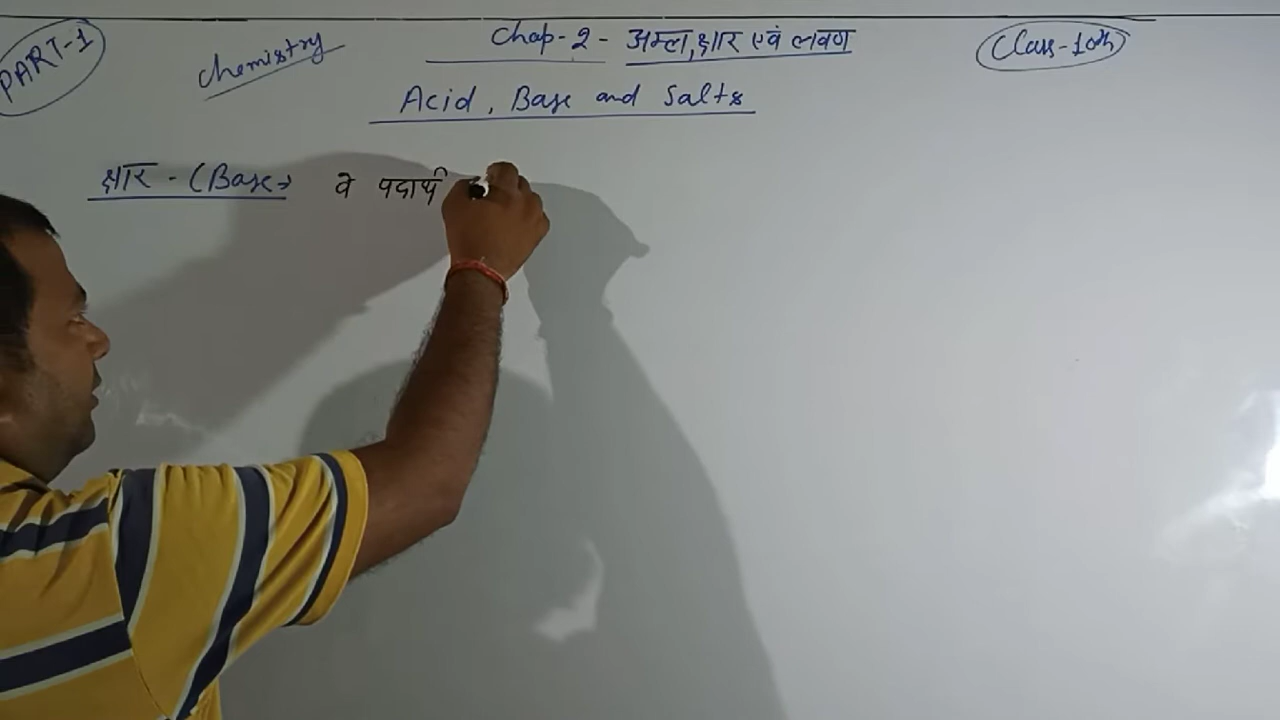 PART-1
Chemistry
Chap-2- अम्ल,क्षार एवं लवण
Class-10th
Acid, Base and Salts
क्षार - (Base) वे पदार्थ